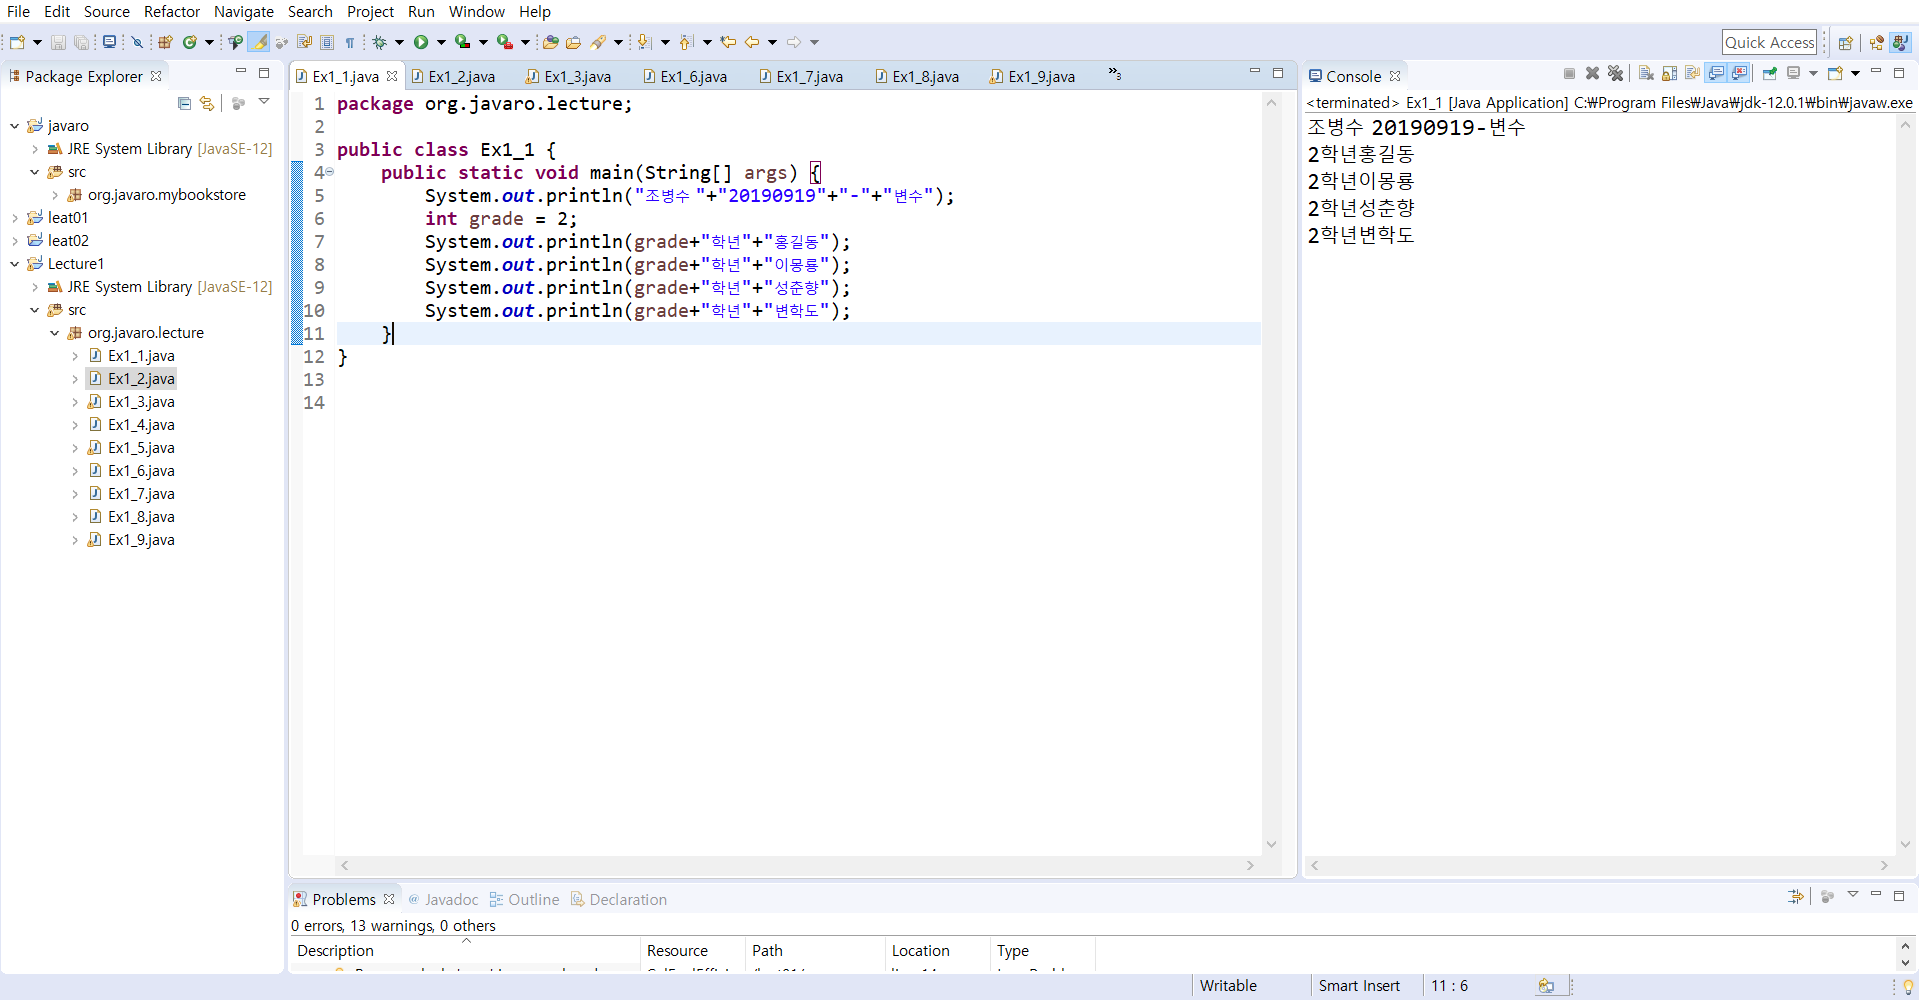 File Edit Source Refactor Navigate Search Project Run Window Help
Quick Access
Package Explorer
javaro
JRE System Library [JavaSE-12]
src
org.javaro.mybookstore
leat01
leat02
Lecture1
JRE System Library [JavaSE-12]
src
org.javaro.lecture
Ex1_1.java
Ex1_2.java
Ex1_3.java
Ex1_4.java
Ex1_5.java
Ex1_6.java
Ex1_7.java
Ex1_8.java
Ex1_9.java
Ex1_1.java Ex1_2.java Ex1_3.java Ex1_6.java Ex1_7.java Ex1_8.java Ex1_9.java »3
1 package org.javaro.lecture;
2
3 public class Ex1_1 {
4 public static void main(String[] args) {
5 System.out.println("조병수 "+"20190919"+"-"+"변수");
6 int grade = 2;
7 System.out.println(grade+"학년"+"홍길동");
8 System.out.println(grade+"학년"+"이몽룡");
9 System.out.println(grade+"학년"+"성춘향");
10 System.out.println(grade+"학년"+"변학도");
11 }
12 }
13
14
Console
<terminated> Ex1_1 [Java Application] C:₩Program Files₩Java₩jdk-12.0.1₩bin₩javaw.exe
조병수 20190919-변수
2학년홍길동
2학년이몽룡
2학년성춘향
2학년변학도
Problems @ Javadoc Outline Declaration
0 errors, 13 warnings, 0 others
Description Resource Path Location Type
Writable Smart Insert 11 : 6